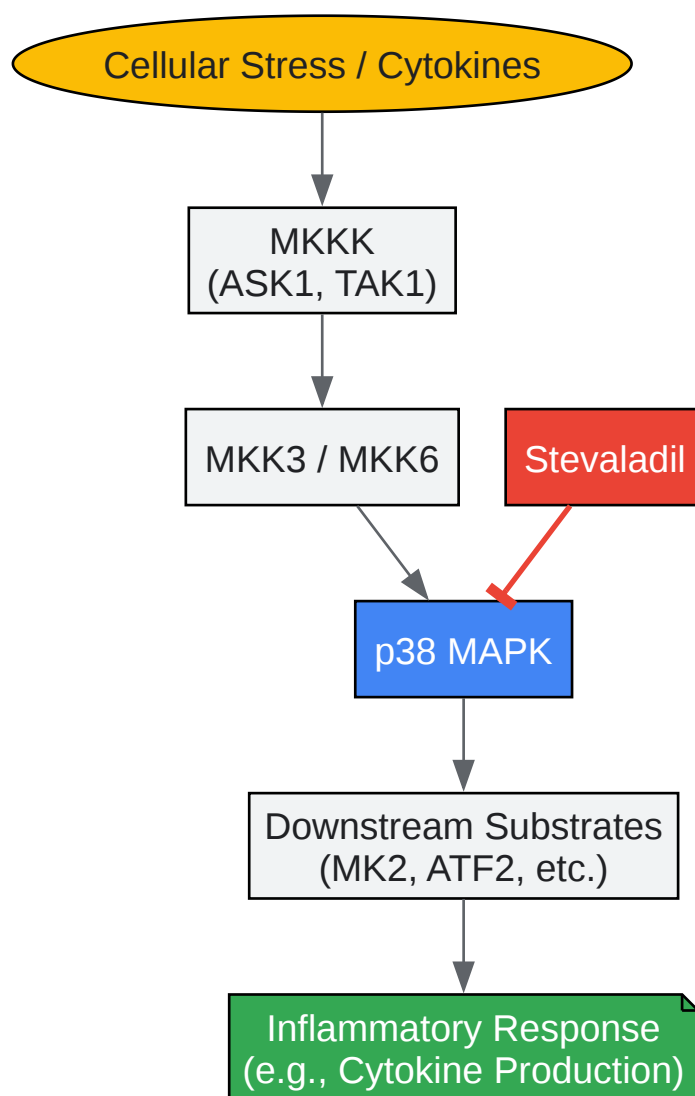 Cellular Stress / Cytokines
MKKK
(ASK1, TAK1)
MKK3 / MKK6
Stevaladil
p38 MAPK
Downstream Substrates
(MK2, ATF2, etc.)
Inflammatory Response
(e.g., Cytokine Production)